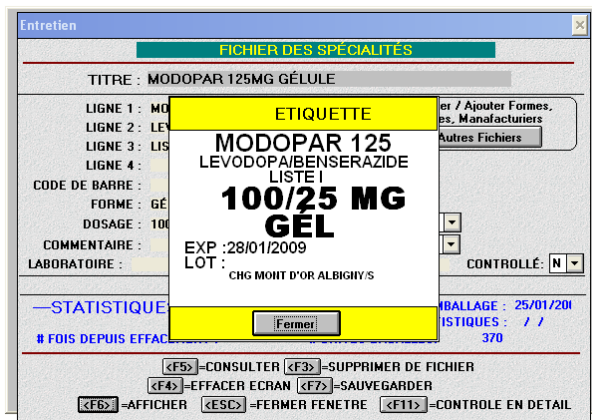 Entretien
FICHIER DES SPÉCIALITÉS
TITRE : MODOPAR 125MG GÉLULE
LIGNE 1 : MO
LIGNE 2 : LEV
LIGNE 3 : LIS
LIGNE 4 :
CODE DE BARRE :
FORME : GÉ
DOSAGE : 100
COMMENTAIRE :
LABORATOIRE :
er / Ajouter Formes,
es, Manafacturiers
Autres Fichiers
CONTROLLÉ: N
ETIQUETTE
MODOPAR 125
LEVODOPA/BENSERAZIDE
LISTE I
100/25 MG
GÉL
EXP :28/01/2009
LOT :
CHG MONT D'OR ALBIGNY/S
Fermer
—STATISTIQUE
MBALLAGE : 25/01/200
ISTIQUES : / /
# FOIS DEPUIS EFFAC
370
<F5>=CONSULTER <F3>=SUPPRIMER DE FICHIER
<F4>=EFFACER ECRAN <F7>=SAUVEGARDER
<F6>=AFFICHER <ESC>=FERMER FENETRE <F11>=CONTROLE EN DETAIL